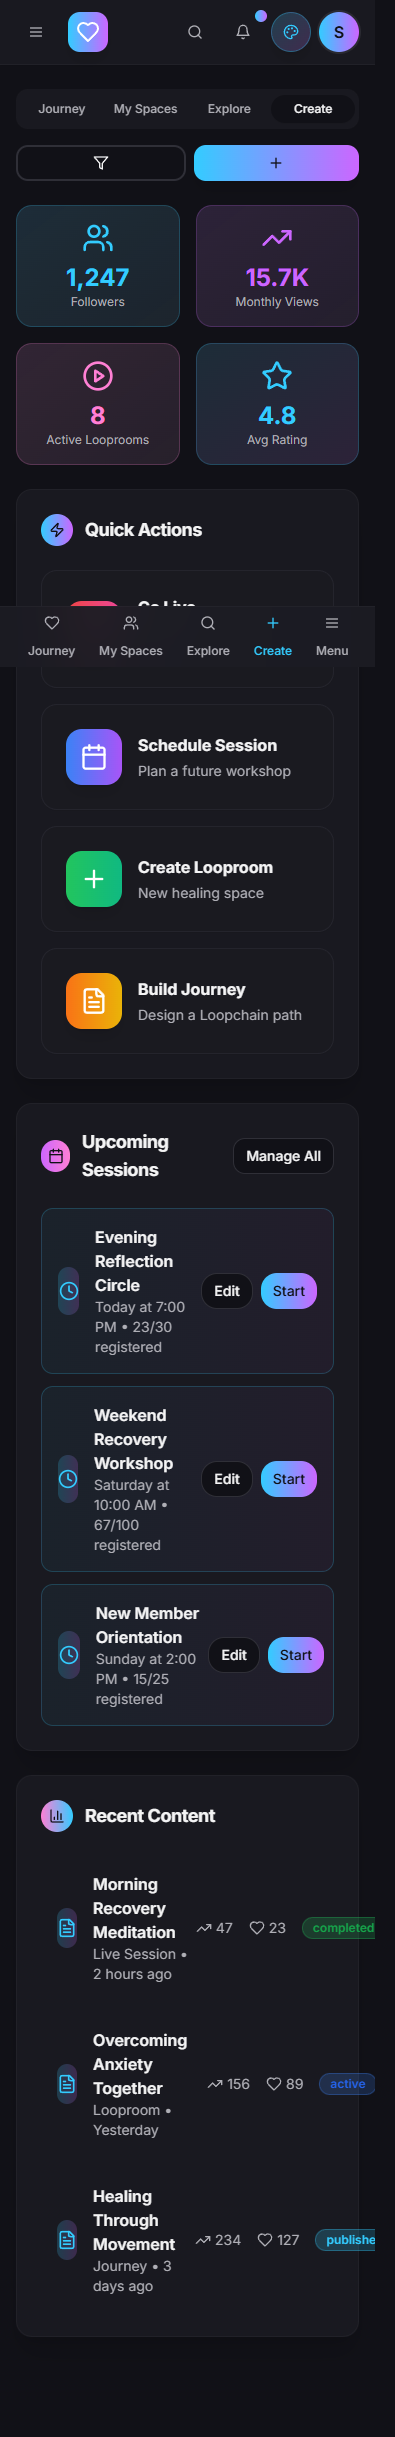 S
Journey My Spaces Explore Create
1,247
Followers
15.7K
Monthly Views
8
Active Looprooms
4.8
Avg Rating
Quick Actions
Go Live
Journey My Spaces Explore Create Menu
Schedule Session
Plan a future workshop
Create Looproom
New healing space
Build Journey
Design a Loopchain path
Upcoming
Sessions
Manage All
Evening
Reflection
Circle
Today at 7:00
PM • 23/30
registered
Edit Start
Weekend
Recovery
Workshop
Saturday at
10:00 AM •
67/100
registered
Edit Start
New Member
Orientation
Sunday at 2:00
PM • 15/25
registered
Edit Start
Recent Content
Morning
Recovery
Meditation
Live Session •
2 hours ago
47 23 completed
Overcoming
Anxiety
Together
Looproom •
Yesterday
156 89 active
Healing
Through
Movement
Journey • 3
days ago
234 127 publishe